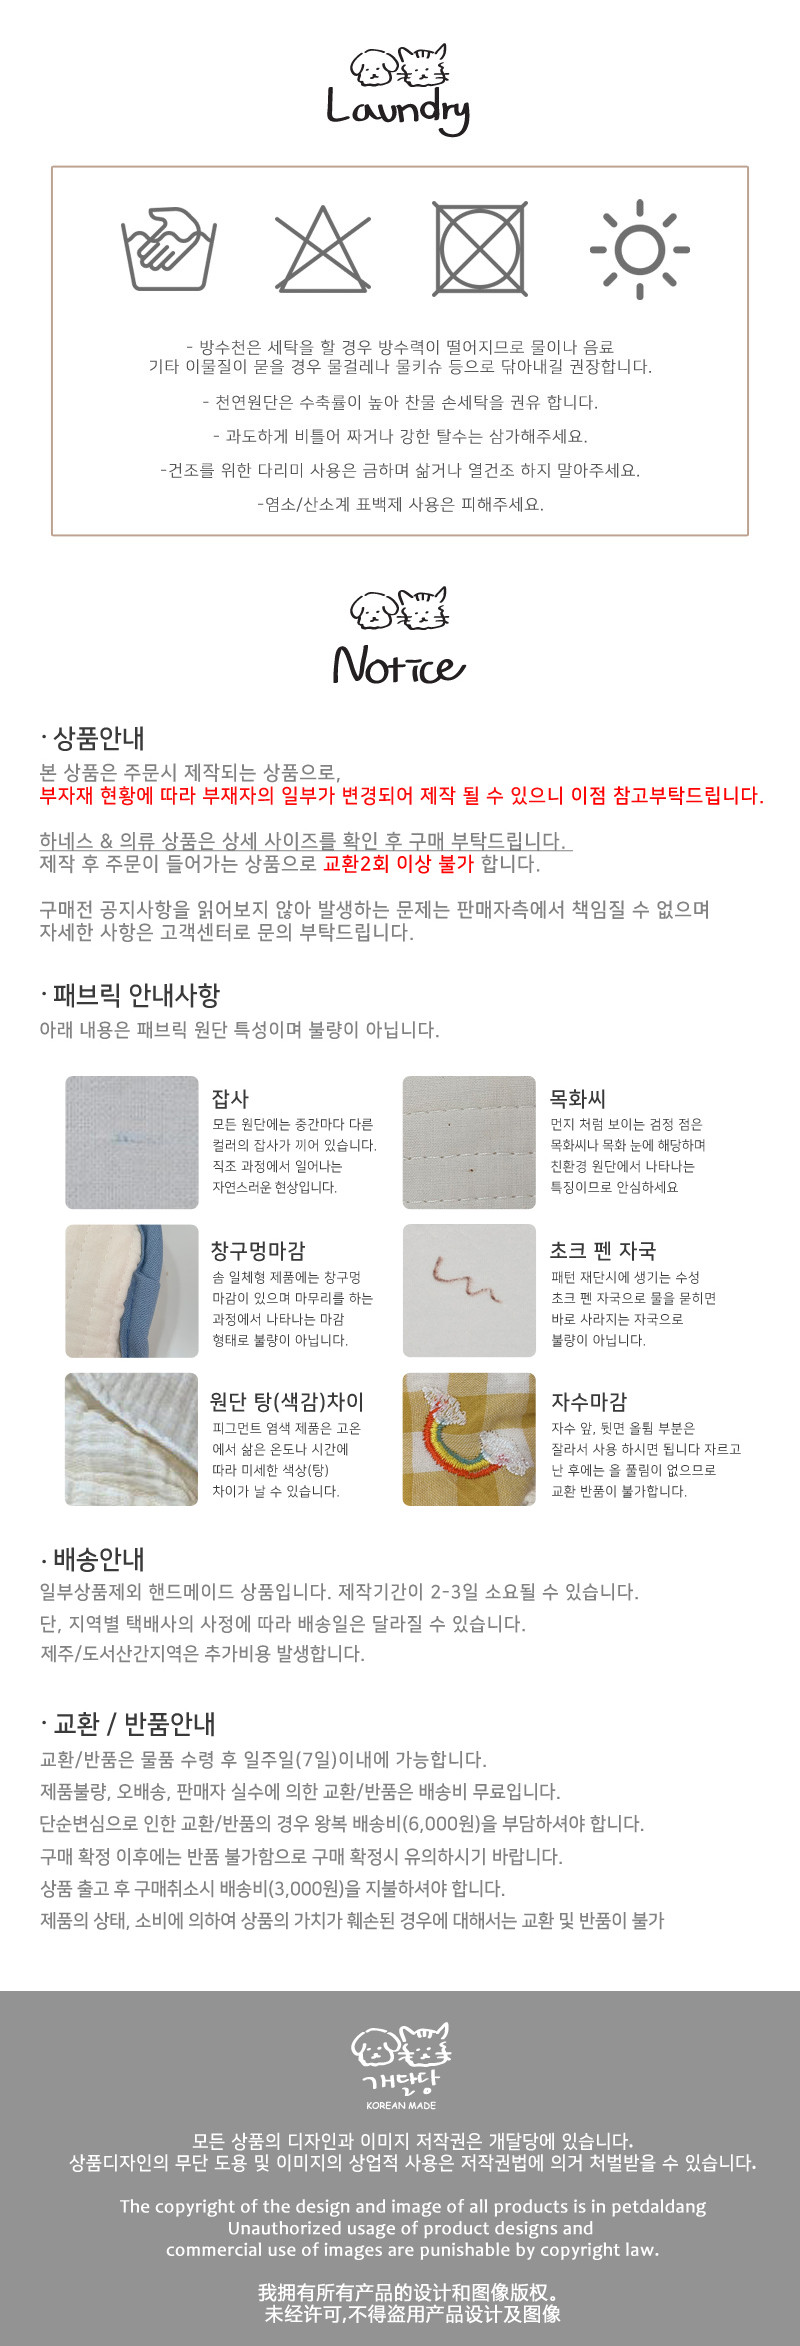 Laundry
- 방수천은 세탁을 할 경우 방수력이 떨어지므로 물이나 음료
기타 이물질이 묻을 경우 물걸레나 물키슈 등으로 닦아내길 권장합니다.
- 천연원단은 수축률이 높아 찬물 손세탁을 권유 합니다.
- 과도하게 비틀어 짜거나 강한 탈수는 삼가해주세요.
-건조를 위한 다리미 사용은 금하며 삶거나 열건조 하지 말아주세요.
-염소/산소계 표백제 사용은 피해주세요.
Notice
· 상품안내
본 상품은 주문시 제작되는 상품으로,
부자재 현황에 따라 부재자의 일부가 변경되어 제작 될 수 있으니 이점 참고부탁드립니다.
하네스 & 의류 상품은 상세 사이즈를 확인 후 구매 부탁드립니다.
제작 후 주문이 들어가는 상품으로 교환2회 이상 불가 합니다.
구매전 공지사항을 읽어보지 않아 발생하는 문제는 판매자측에서 책임질 수 없으며
자세한 사항은 고객센터로 문의 부탁드립니다.
· 패브릭 안내사항
아래 내용은 패브릭 원단 특성이며 불량이 아닙니다.
잡사
모든 원단에는 중간마다 다른
컬러의 잡사가 끼어 있습니다.
직조 과정에서 일어나는
자연스러운 현상입니다.
목화씨
먼지 처럼 보이는 검정 점은
목화씨나 목화 눈에 해당하며
친환경 원단에서 나타나는
특징이므로 안심하세요
창구멍마감
솜 일체형 제품에는 창구멍
마감이 있으며 마무리를 하는
과정에서 나타나는 마감
형태로 불량이 아닙니다.
초크 펜 자국
패턴 재단시에 생기는 수성
초크 펜 자국으로 물을 묻히면
바로 사라지는 자국으로
불량이 아닙니다.
원단 탕(색감)차이
피그먼트 염색 제품은 고온
에서 삶은 온도나 시간에
따라 미세한 색상(탕)
차이가 날 수 있습니다.
자수마감
자수 앞, 뒷면 올튐 부분은
잘라서 사용 하시면 됩니다 자르고
난 후에는 올 풀림이 없으므로
교환 반품이 불가합니다.
· 배송안내
일부상품제외 핸드메이드 상품입니다. 제작기간이 2-3일 소요될 수 있습니다.
단, 지역별 택배사의 사정에 따라 배송일은 달라질 수 있습니다.
제주/도서산간지역은 추가비용 발생합니다.
· 교환 / 반품안내
교환/반품은 물품 수령 후 일주일(7일)이내에 가능합니다.
제품불량, 오배송, 판매자 실수에 의한 교환/반품은 배송비 무료입니다.
단순변심으로 인한 교환/반품의 경우 왕복 배송비(6,000원)을 부담하셔야 합니다.
구매 확정 이후에는 반품 불가함으로 구매 확정시 유의하시기 바랍니다.
상품 출고 후 구매취소시 배송비(3,000원)을 지불하셔야 합니다.
제품의 상태, 소비에 의하여 상품의 가치가 훼손된 경우에 대해서는 교환 및 반품이 불가
개달당
KOREAN MADE
모든 상품의 디자인과 이미지 저작권은 개달당에 있습니다.
상품디자인의 무단 도용 및 이미지의 상업적 사용은 저작권법에 의거 처벌받을 수 있습니다.
The copyright of the design and image of all products is in petdaldang
Unauthorized usage of product designs and
commercial use of images are punishable by copyright law.
我拥有所有产品的设计和图像版权。
未经许可,不得盗用产品设计及图像